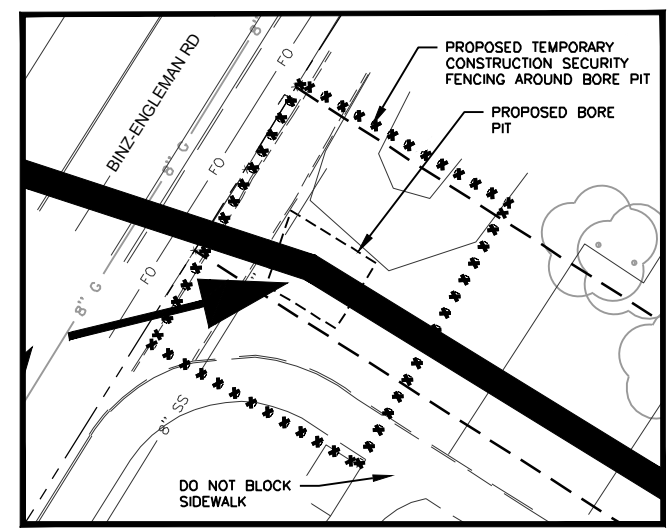 PROPOSED TEMPORARY
CONSTRUCTION SECURITY
FENCING AROUND BORE PIT
PROPOSED BORE
PIT
BINZ-ENGLEMAN RD
8"
FO
8" G
FO
FO
8" G
8" SS
DO NOT BLOCK
SIDEWALK